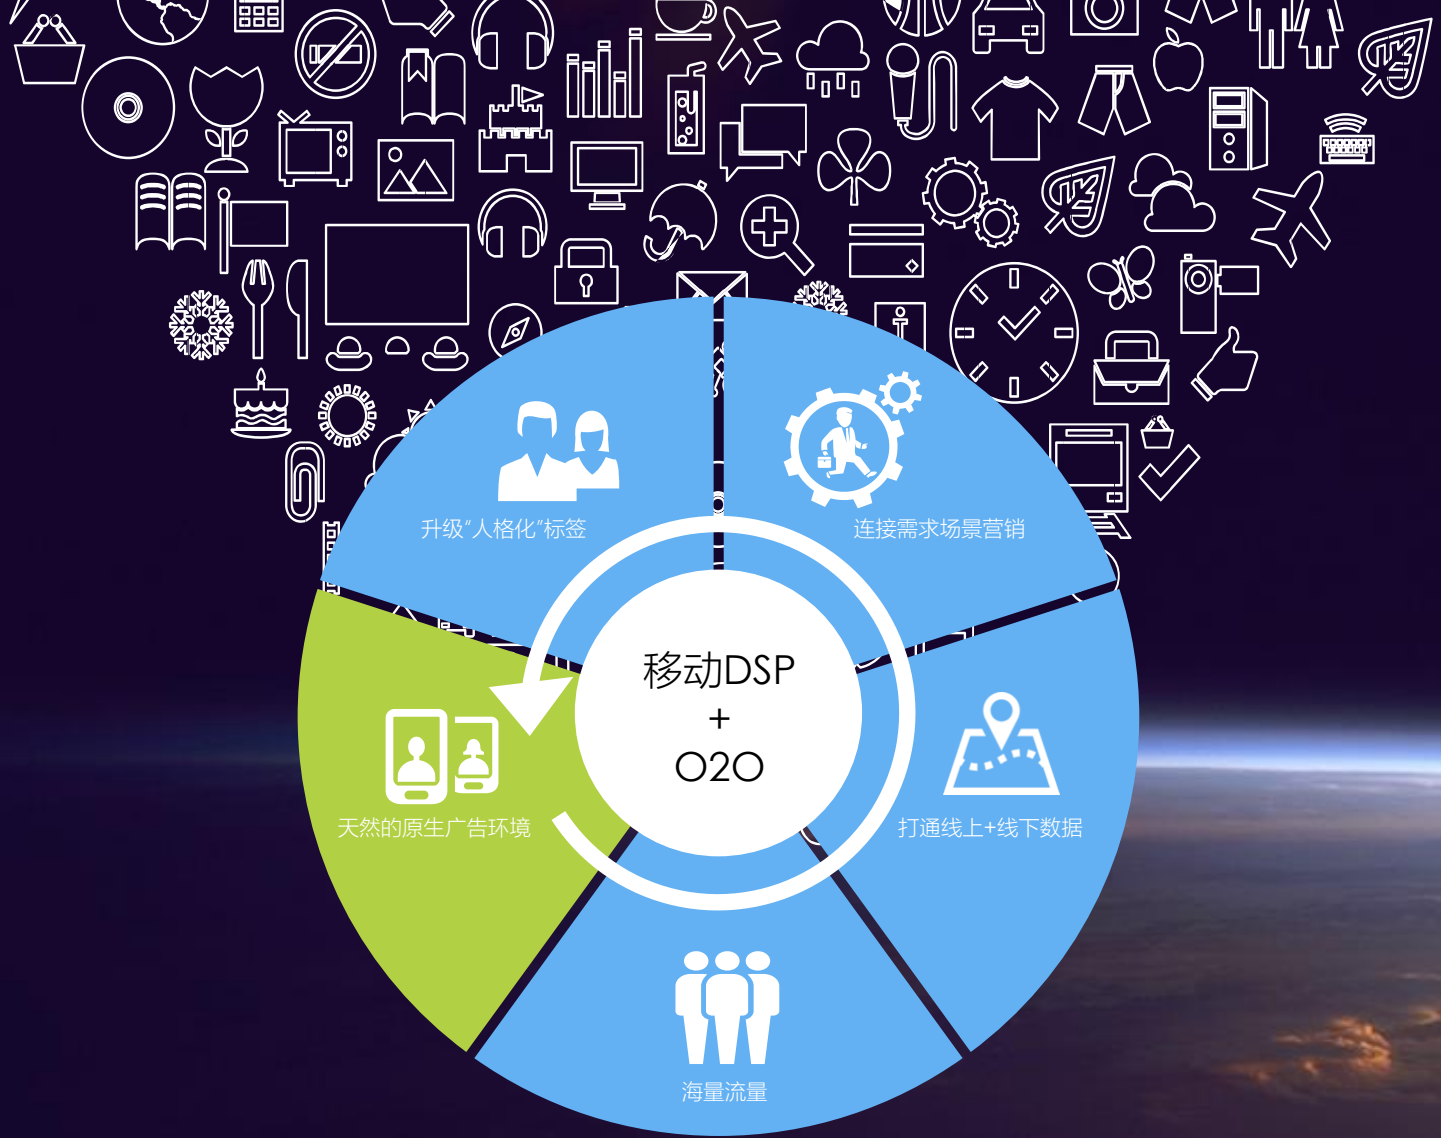 升级“人格化”标签
连接需求场景营销
移动DSP
+
O2O
天然的原生广告环境
打通线上+线下数据
海量流量